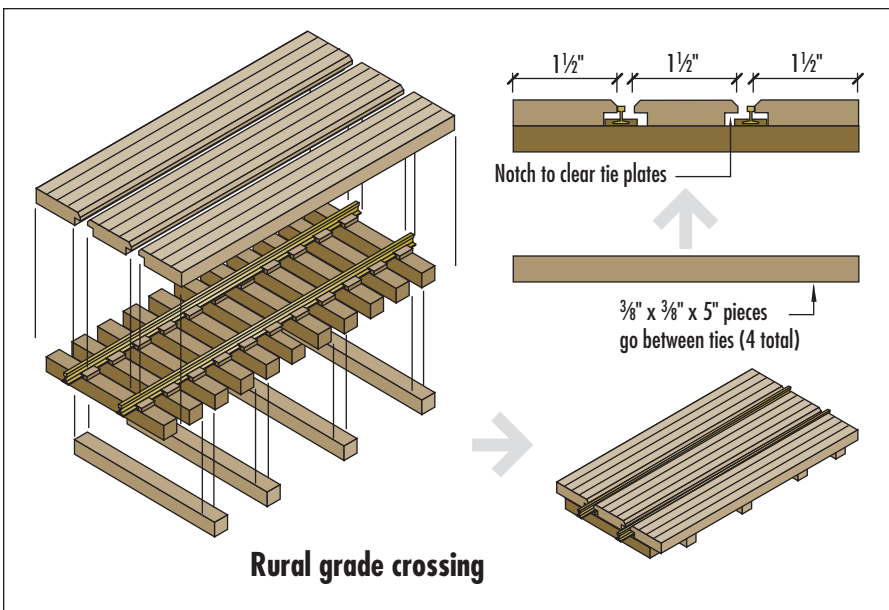 1½" 1½" 1½"
Notch to clear tie plates
⅜" x ⅜" x 5" pieces
go between ties (4 total)
Rural grade crossing